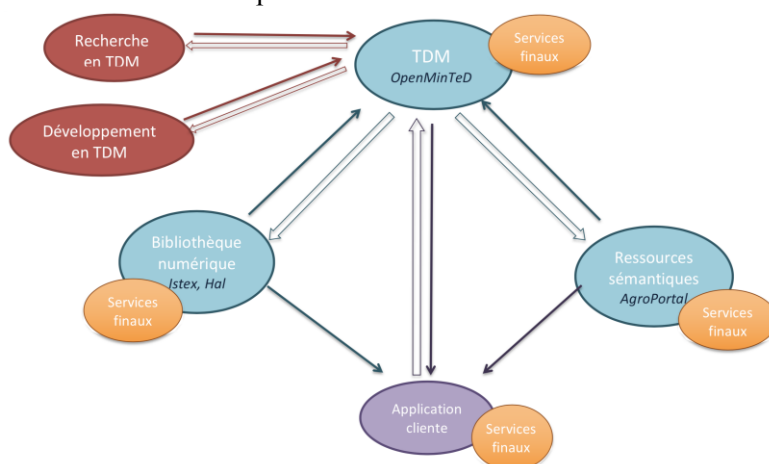 Recherche
en TDM
TDM
OpenMinTeD
Services
finaux
Développement
en TDM
Bibliothèque
numérique
Istex, Hal
Services
finaux
Ressources
sémantiques
AgroPortal
Services
finaux
Application
cliente
Services
finaux